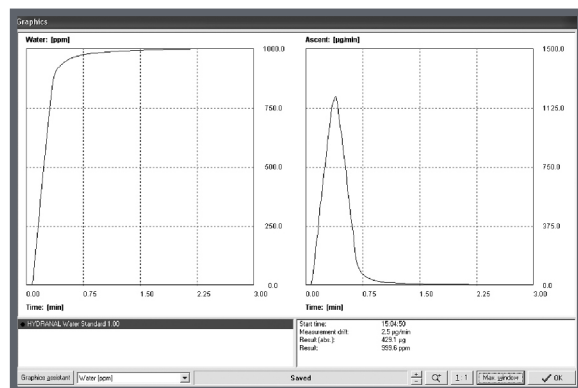 Graphics
Water: [ppm]
1000.0
750.0
500.0
250.0
0.0
0.00 0.75 1.50 2.25 3.00
Time: [min]
Ascent: [µg/min]
1500.0
1125.0
750.0
375.0
0.0
0.00 0.75 1.50 2.25 3.00
Time: [min]
HYDRANAL Water Standard 1.00
Start time: 15:04:50
Measurement drift: 2.5 µg/min
Result (abs.): 429.1 µg
Result: 999.6 ppm
Graphics assistant Water [ppm] Saved + - 1:1 Max. window OK